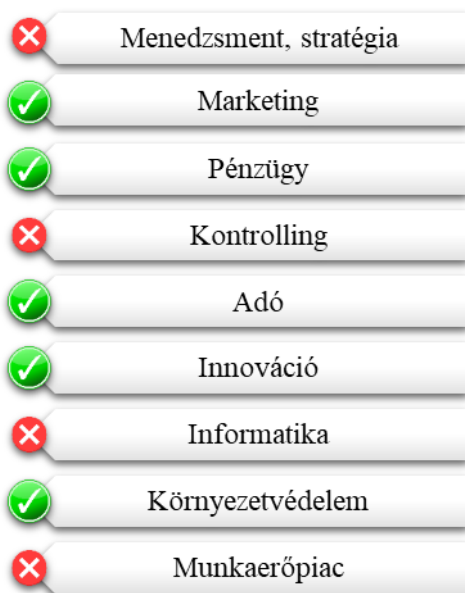 Menedzsment, stratégia
Marketing
Pénzügy
Kontrolling
Adó
Innováció
Informatika
Környezetvédelem
Munkaerőpiac